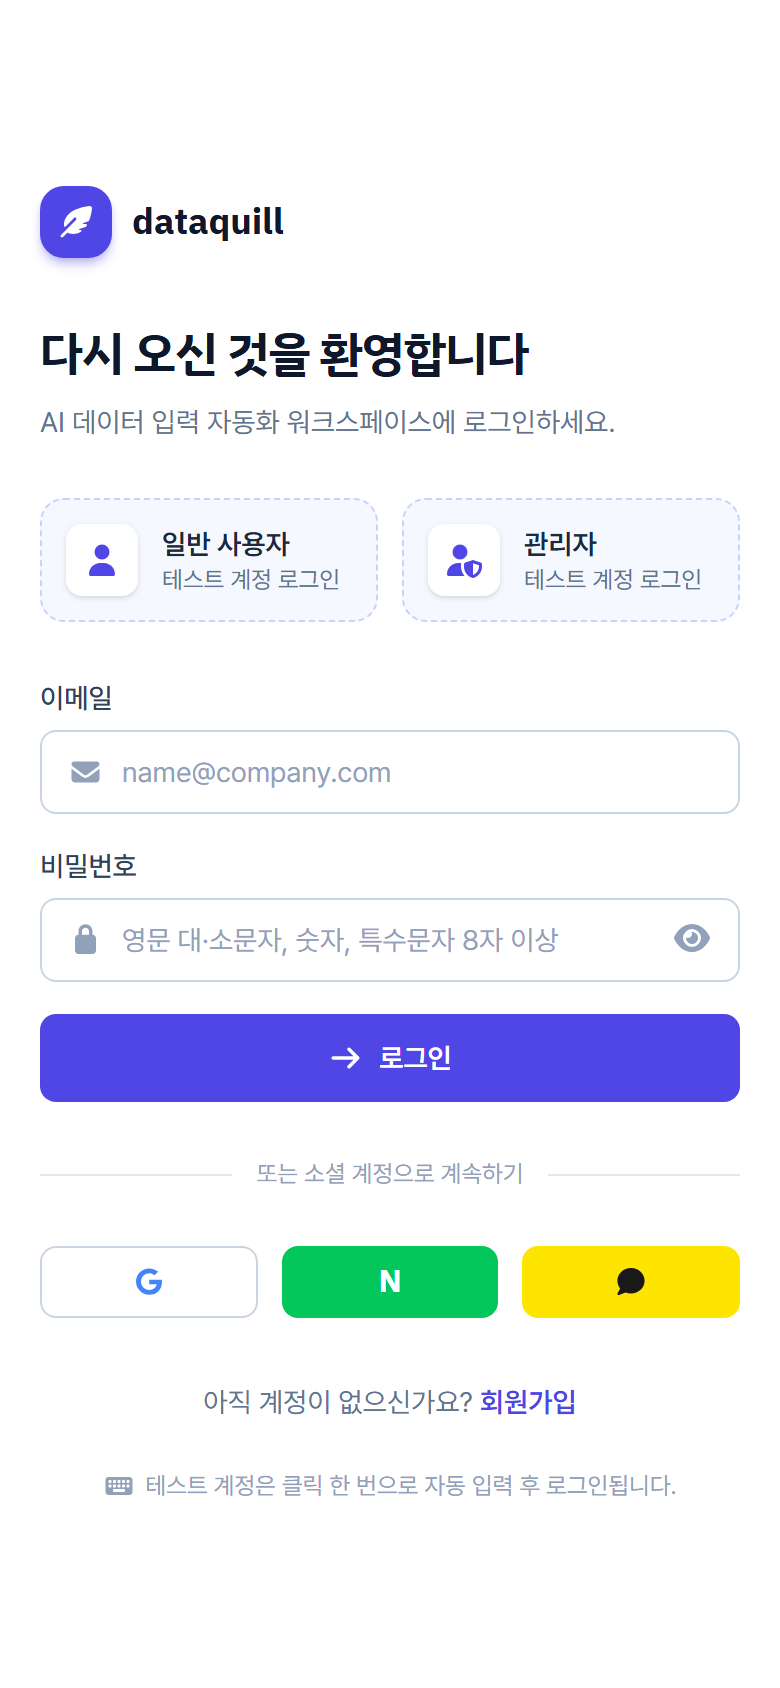 dataquill
다시 오신 것을 환영합니다
AI 데이터 입력 자동화 워크스페이스에 로그인하세요.
일반 사용자
테스트 계정 로그인
관리자
테스트 계정 로그인
이메일
name@company.com
비밀번호
영문 대·소문자, 숫자, 특수문자 8자 이상
로그인
또는 소셜 계정으로 계속하기
G
N
아직 계정이 없으신가요? 회원가입
테스트 계정은 클릭 한 번으로 자동 입력 후 로그인됩니다.